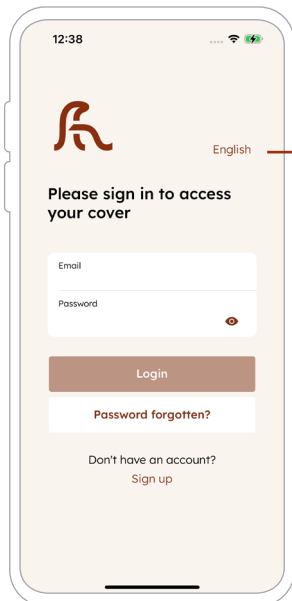 12:38
English
Please sign in to access
your cover
Email
Password
Login
Password forgotten?
Don't have an account?
Sign up